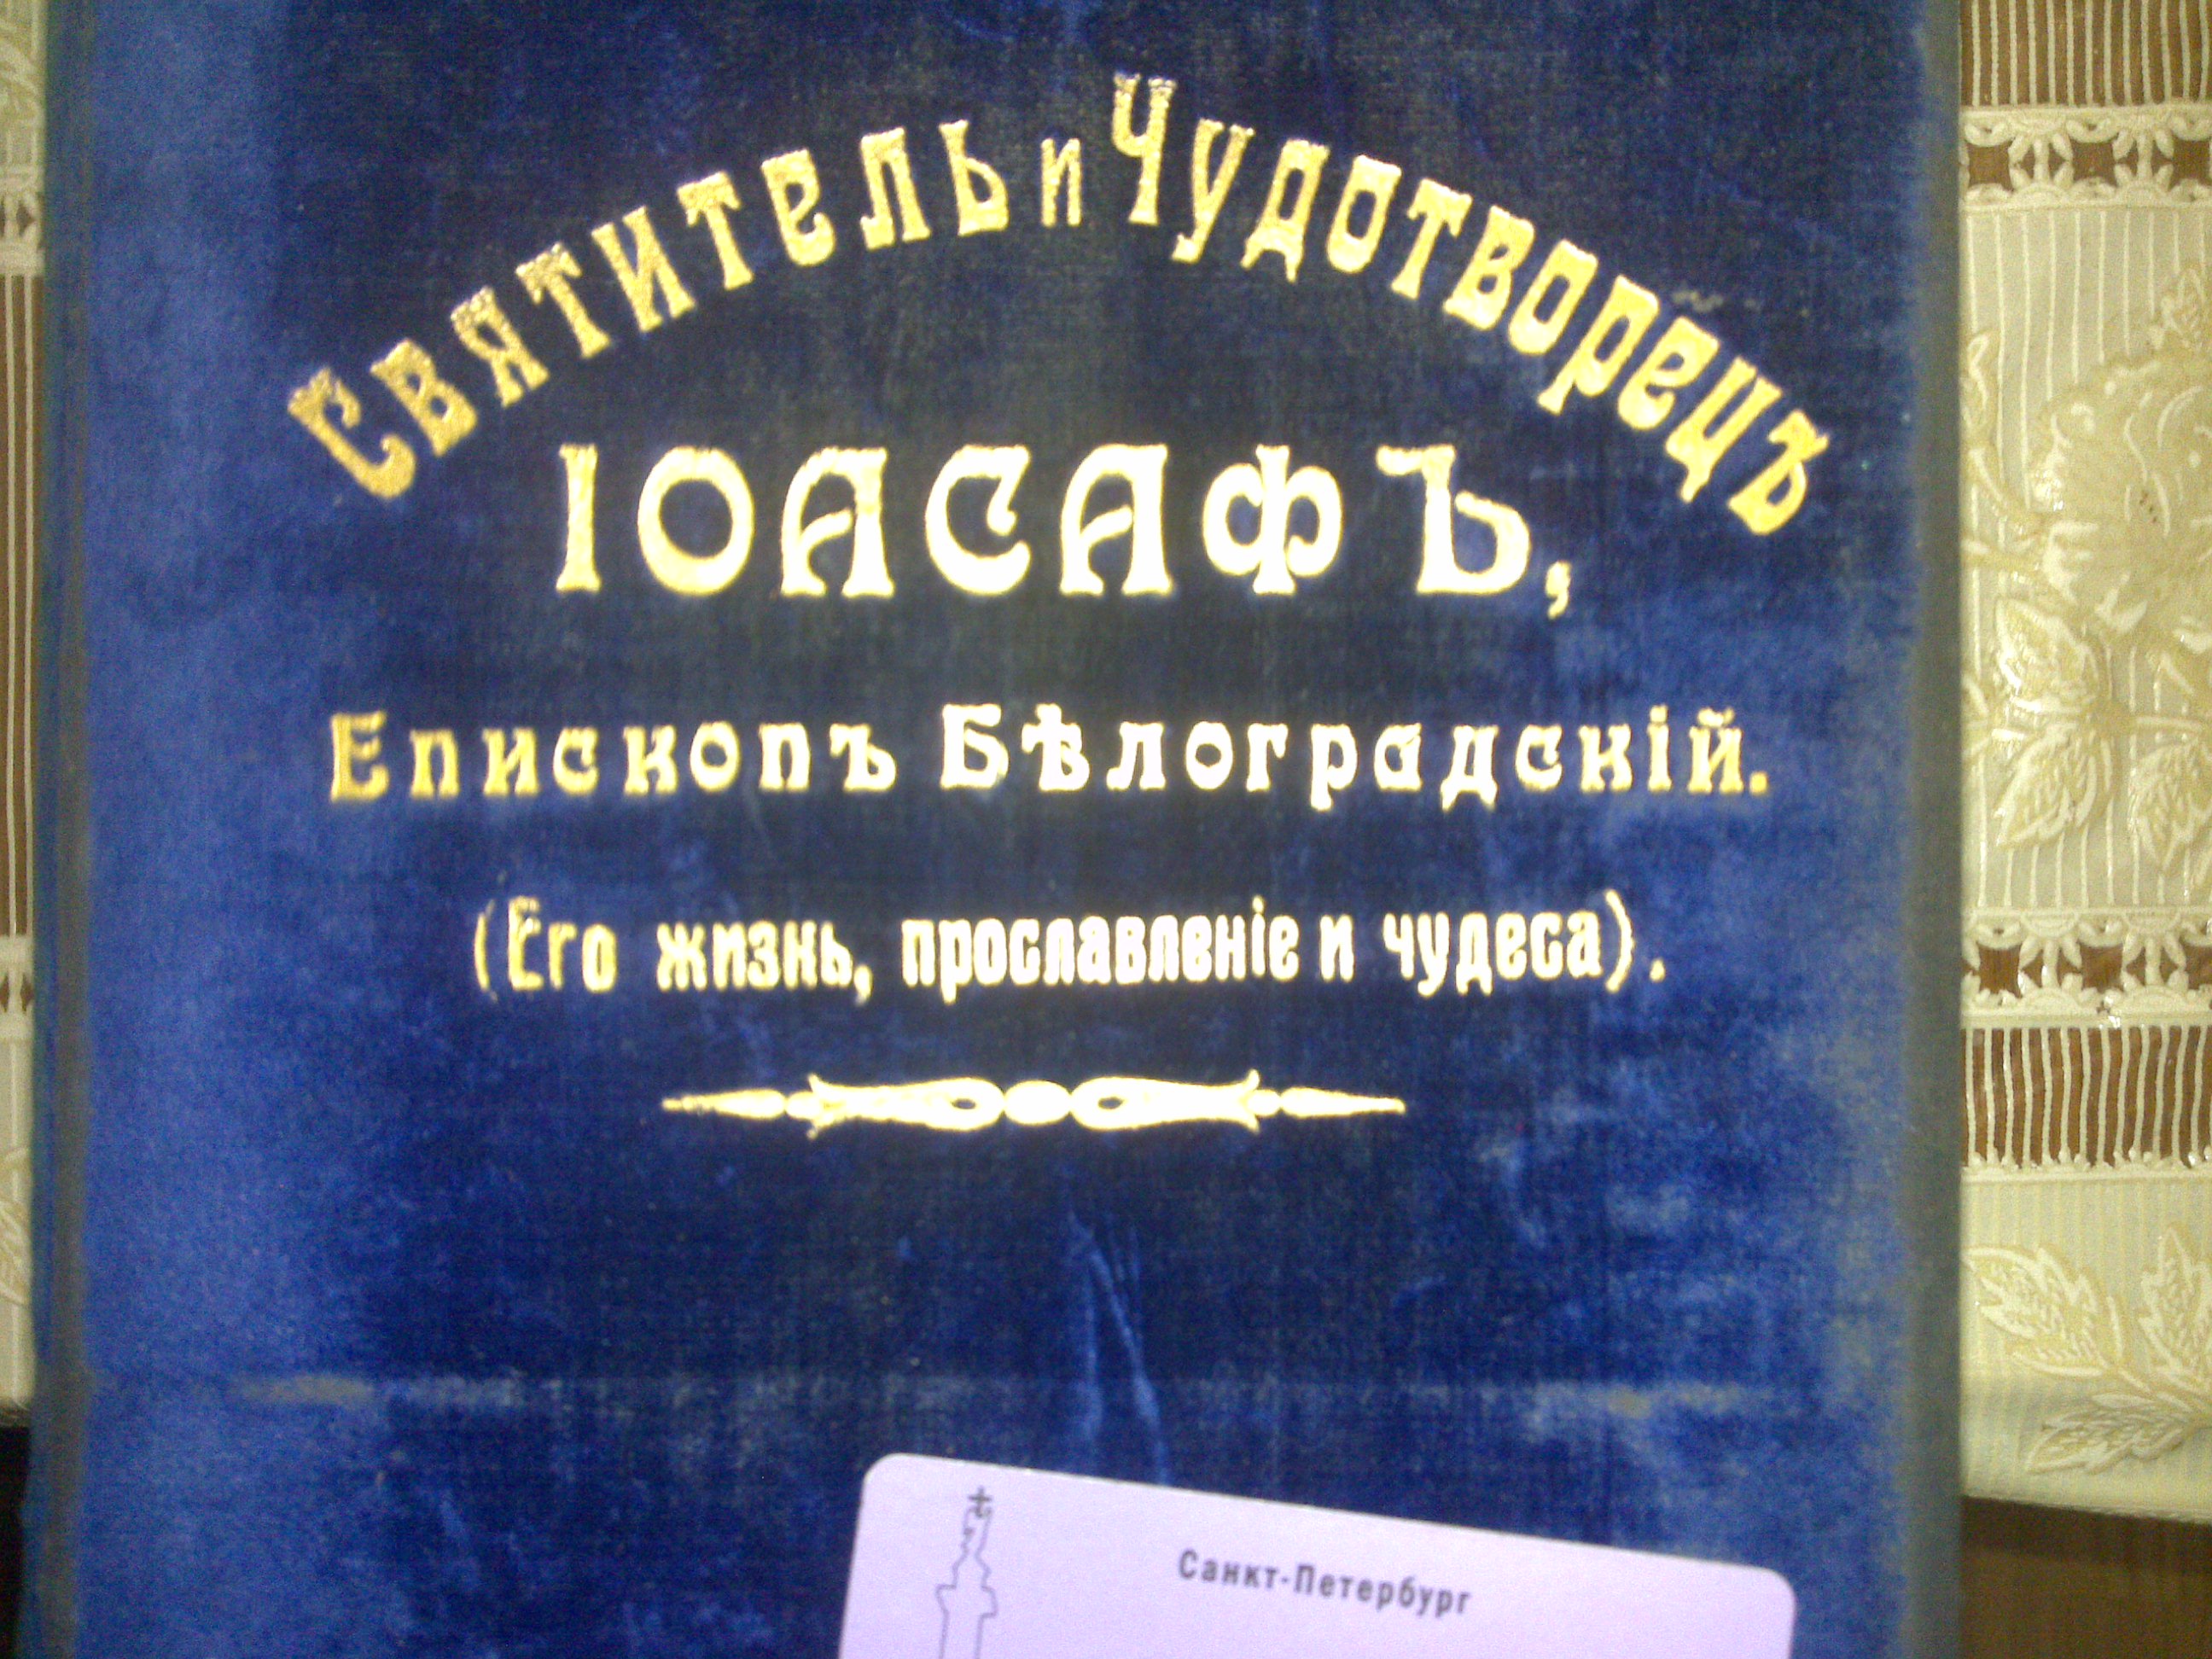 Святитель и Чудотворецъ
ІОАСАФЪ,
Епископъ Бѣлоградскій.
(Его жизнь, прославленіе и чудеса).
Санкт-Петербург